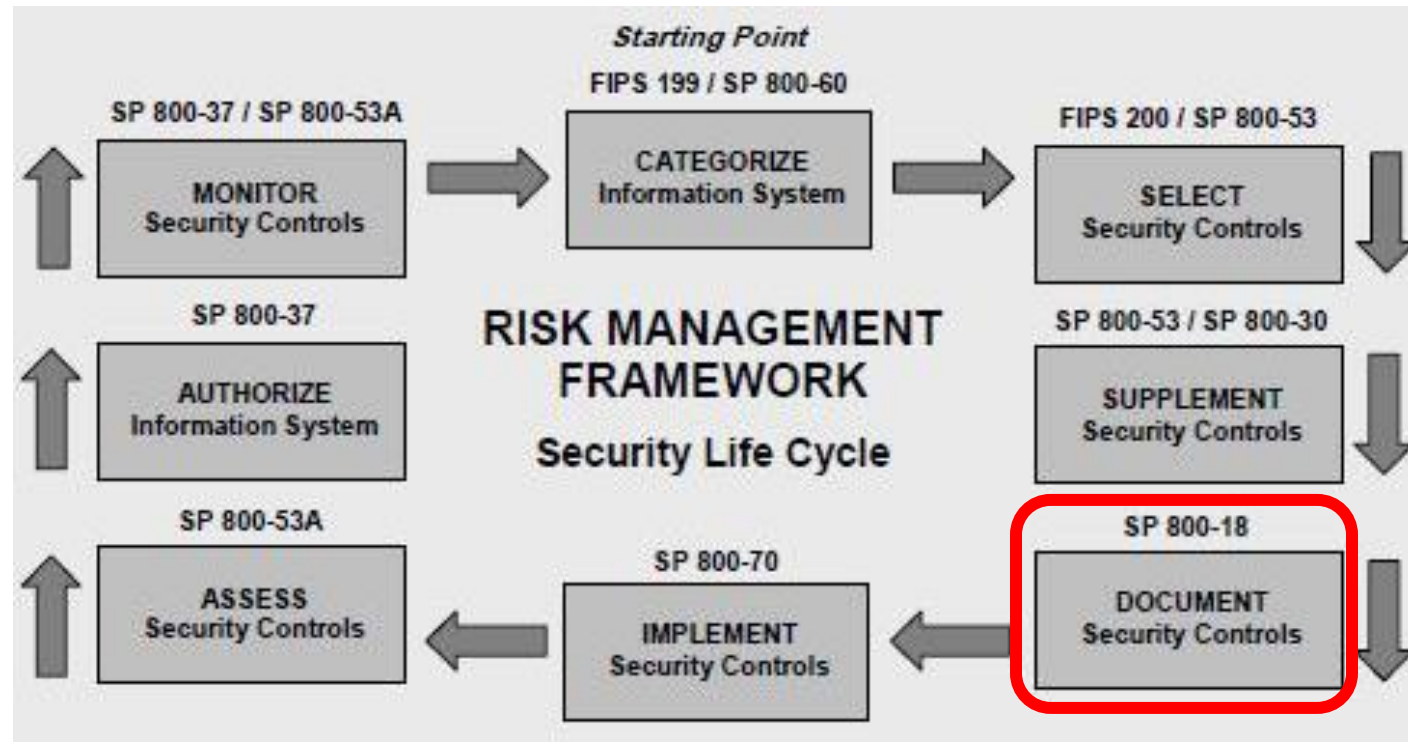 Starting Point
FIPS 199 / SP 800-60
CATEGORIZE
Information System
FIPS 200 / SP 800-53
SELECT
Security Controls
SP 800-53 / SP 800-30
SUPPLEMENT
Security Controls
SP 800-18
DOCUMENT
Security Controls
SP 800-70
IMPLEMENT
Security Controls
SP 800-53A
ASSESS
Security Controls
SP 800-37
AUTHORIZE
Information System
SP 800-37 / SP 800-53A
MONITOR
Security Controls
RISK MANAGEMENT
FRAMEWORK
Security Life Cycle